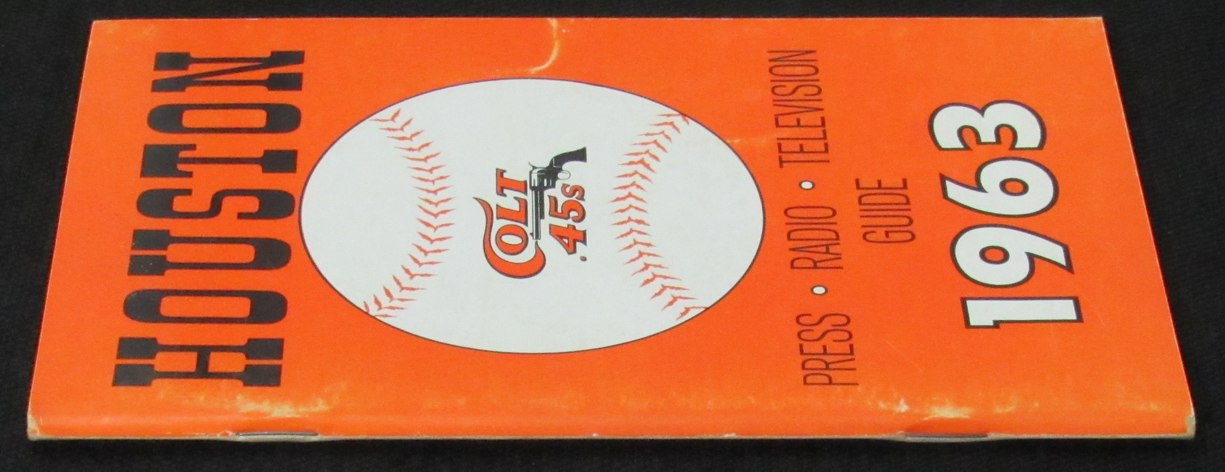 HOUSTON
COLT
.45s
PRESS • RADIO • TELEVISION
GUIDE
1963